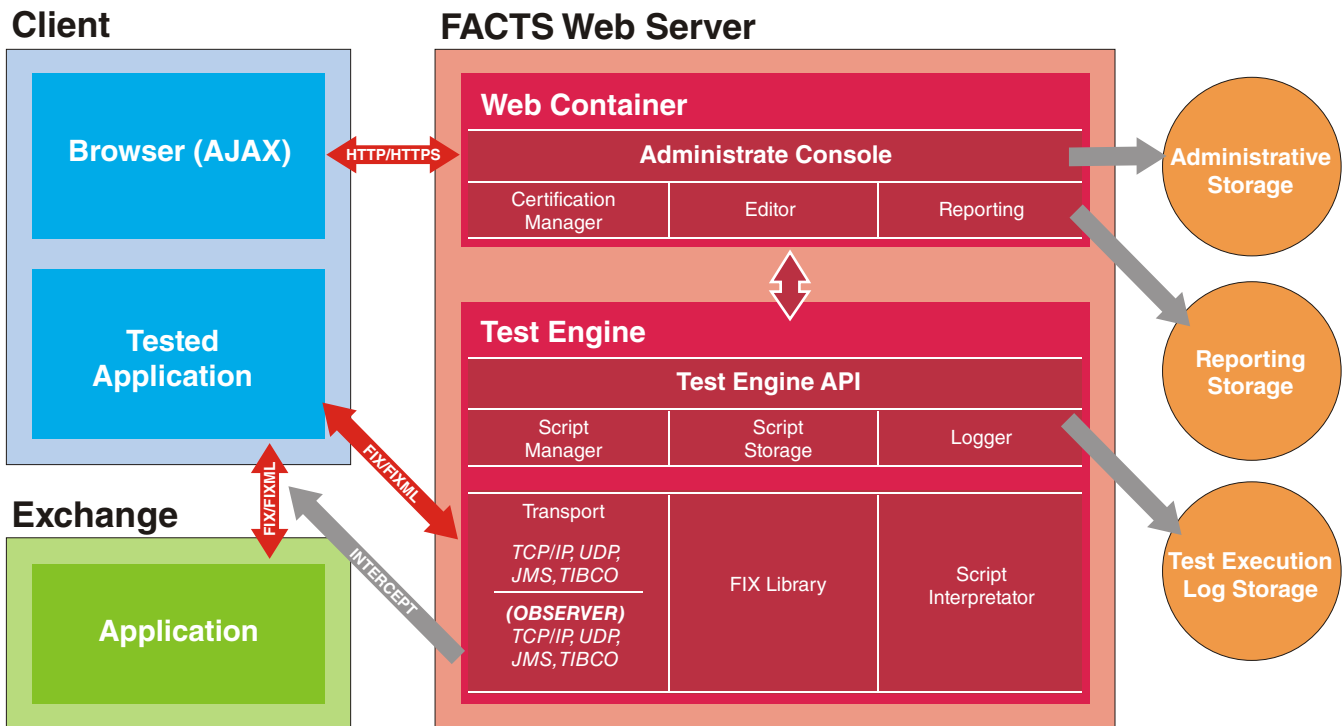 Client
Browser (AJAX)
Tested
Application
HTTP/HTTPS
FIX/FIXML
FIX/FIXML
INTERCEPT
Exchange
Application
FACTS Web Server
Web Container
Administrate Console
Certification
Manager
Editor
Reporting
Test Engine
Test Engine API
Script
Manager
Script
Storage
Logger
Transport
TCP/IP, UDP,
JMS, TIBCO
(OBSERVER)
TCP/IP, UDP,
JMS, TIBCO
FIX Library
Script
Interpretator
Administrative
Storage
Reporting
Storage
Test Execution
Log Storage